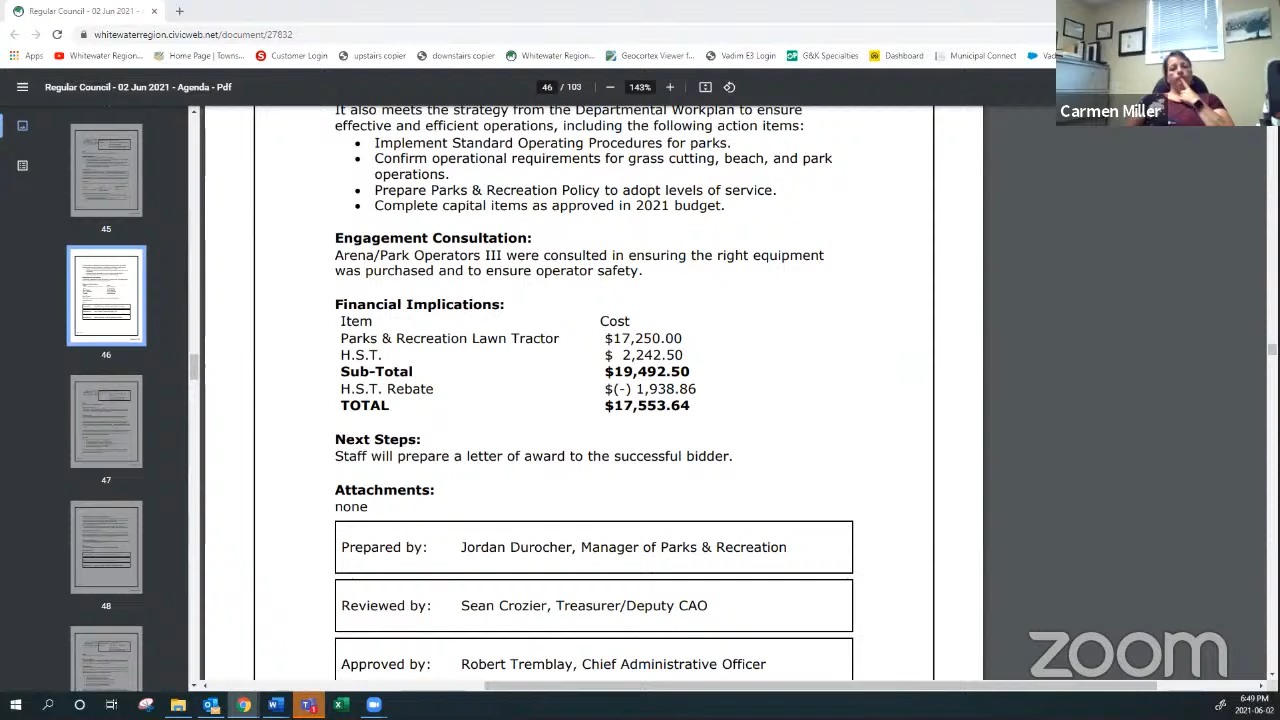 Regular Council - 02 Jun 2021 -
whitewaterregion.civicweb.net/document/27832
Apps Whitewater Region... Home Page | Towns... Customer Login upstairs copier downstairs copier Whitewater Region... Geocortex Viewer f... Vadim E3 Login G&K Specialties Dashboard Municipal Connect Vac
Regular Council - 02 Jun 2021 - Agenda - Pdf
46 / 103
143%
Carmen Miller
45
46
47
48
It also meets the strategy from the Departmental Workplan to ensure
effective and efficient operations, including the following action items:
• Implement Standard Operating Procedures for parks.
• Confirm operational requirements for grass cutting, beach, and park
operations.
• Prepare Parks & Recreation Policy to adopt levels of service.
• Complete capital items as approved in 2021 budget.
Engagement Consultation:
Arena/Park Operators III were consulted in ensuring the right equipment
was purchased and to ensure operator safety.
Financial Implications:
Item Cost
Parks & Recreation Lawn Tractor $17,250.00
H.S.T. $ 2,242.50
Sub-Total $19,492.50
H.S.T. Rebate $(-) 1,938.86
TOTAL $17,553.64
Next Steps:
Staff will prepare a letter of award to the successful bidder.
Attachments:
none
Prepared by: Jordan Durocher, Manager of Parks & Recreation
Reviewed by: Sean Crozier, Treasurer/Deputy CAO
Approved by: Robert Tremblay, Chief Administrative Officer
zoom
6:49 PM
2021-06-02